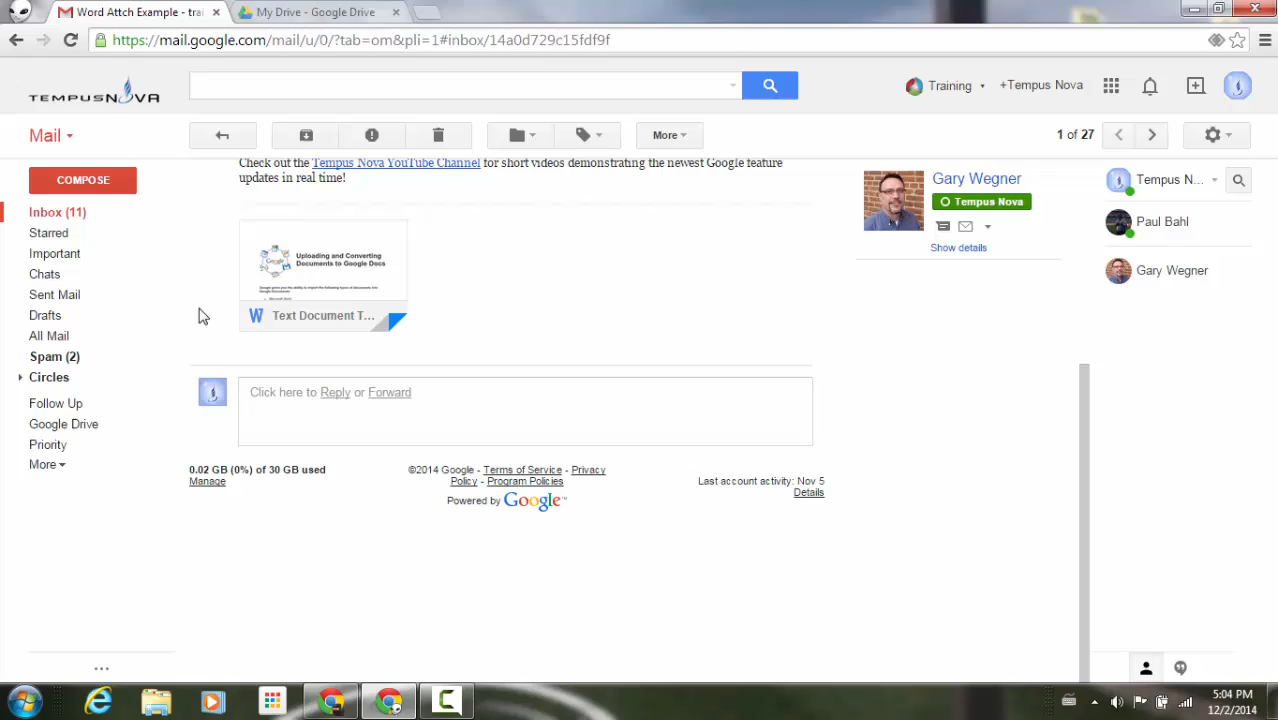 Word Attch Example - trai
My Drive - Google Drive
https://mail.google.com/mail/u/0/?tab=om&pli=1#inbox/14a0d729c15fdf9f
TEMPUSNOVA
Training
+Tempus Nova
Mail
More
1 of 27
COMPOSE
Inbox (11)
Starred
Important
Chats
Sent Mail
Drafts
All Mail
Spam (2)
Circles
Follow Up
Google Drive
Priority
More
Check out the Tempus Nova YouTube Channel for short videos demonstrating the newest Google feature
updates in real time!
Uploading and Converting
Documents to Google Docs
W Text Document T...
Click here to Reply or Forward
0.02 GB (0%) of 30 GB used
Manage
©2014 Google - Terms of Service - Privacy
Policy - Program Policies
Powered by Google™
Last account activity: Nov 5
Details
Gary Wegner
Tempus Nova
Show details
Tempus N...
Paul Bahl
Gary Wegner
5:04 PM
12/2/2014